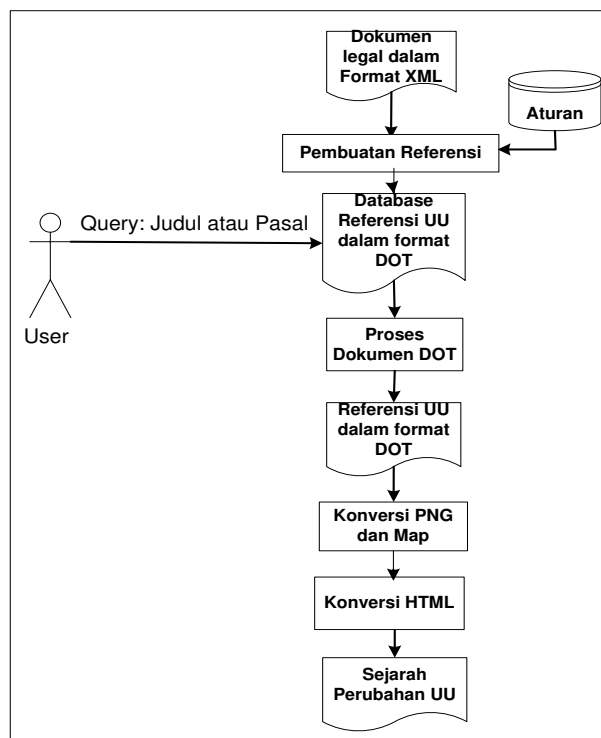 Dokumen
legal dalam
Format XML
Aturan
Pembuatan Referensi
Database
Referensi UU
dalam format
DOT
Query: Judul atau Pasal
User
Proses
Dokumen DOT
Referensi UU
dalam format
DOT
Konversi PNG
dan Map
Konversi HTML
Sejarah
Perubahan UU